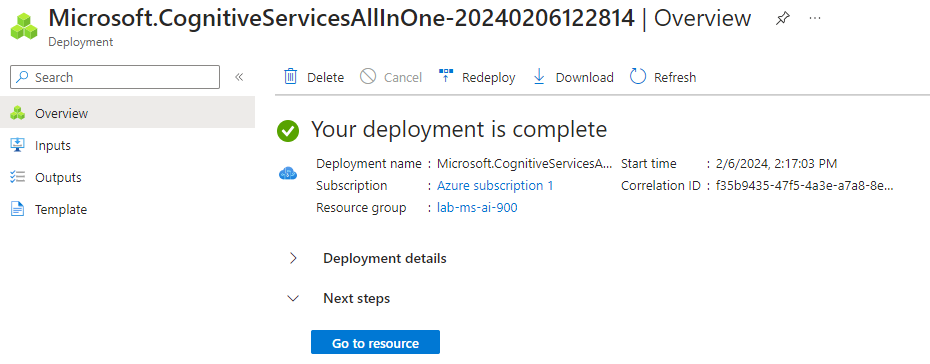 Microsoft.CognitiveServicesAllInOne-20240206122814 | Overview
Deployment
Search
Delete Cancel Redeploy Download Refresh
Overview
Inputs
Outputs
Template
Your deployment is complete
Deployment name : Microsoft.CognitiveServicesA... Start time : 2/6/2024, 2:17:03 PM
Subscription : Azure subscription 1 Correlation ID : f35b9435-47f5-4a3e-a7a8-8e...
Resource group : lab-ms-ai-900
Deployment details
Next steps
Go to resource